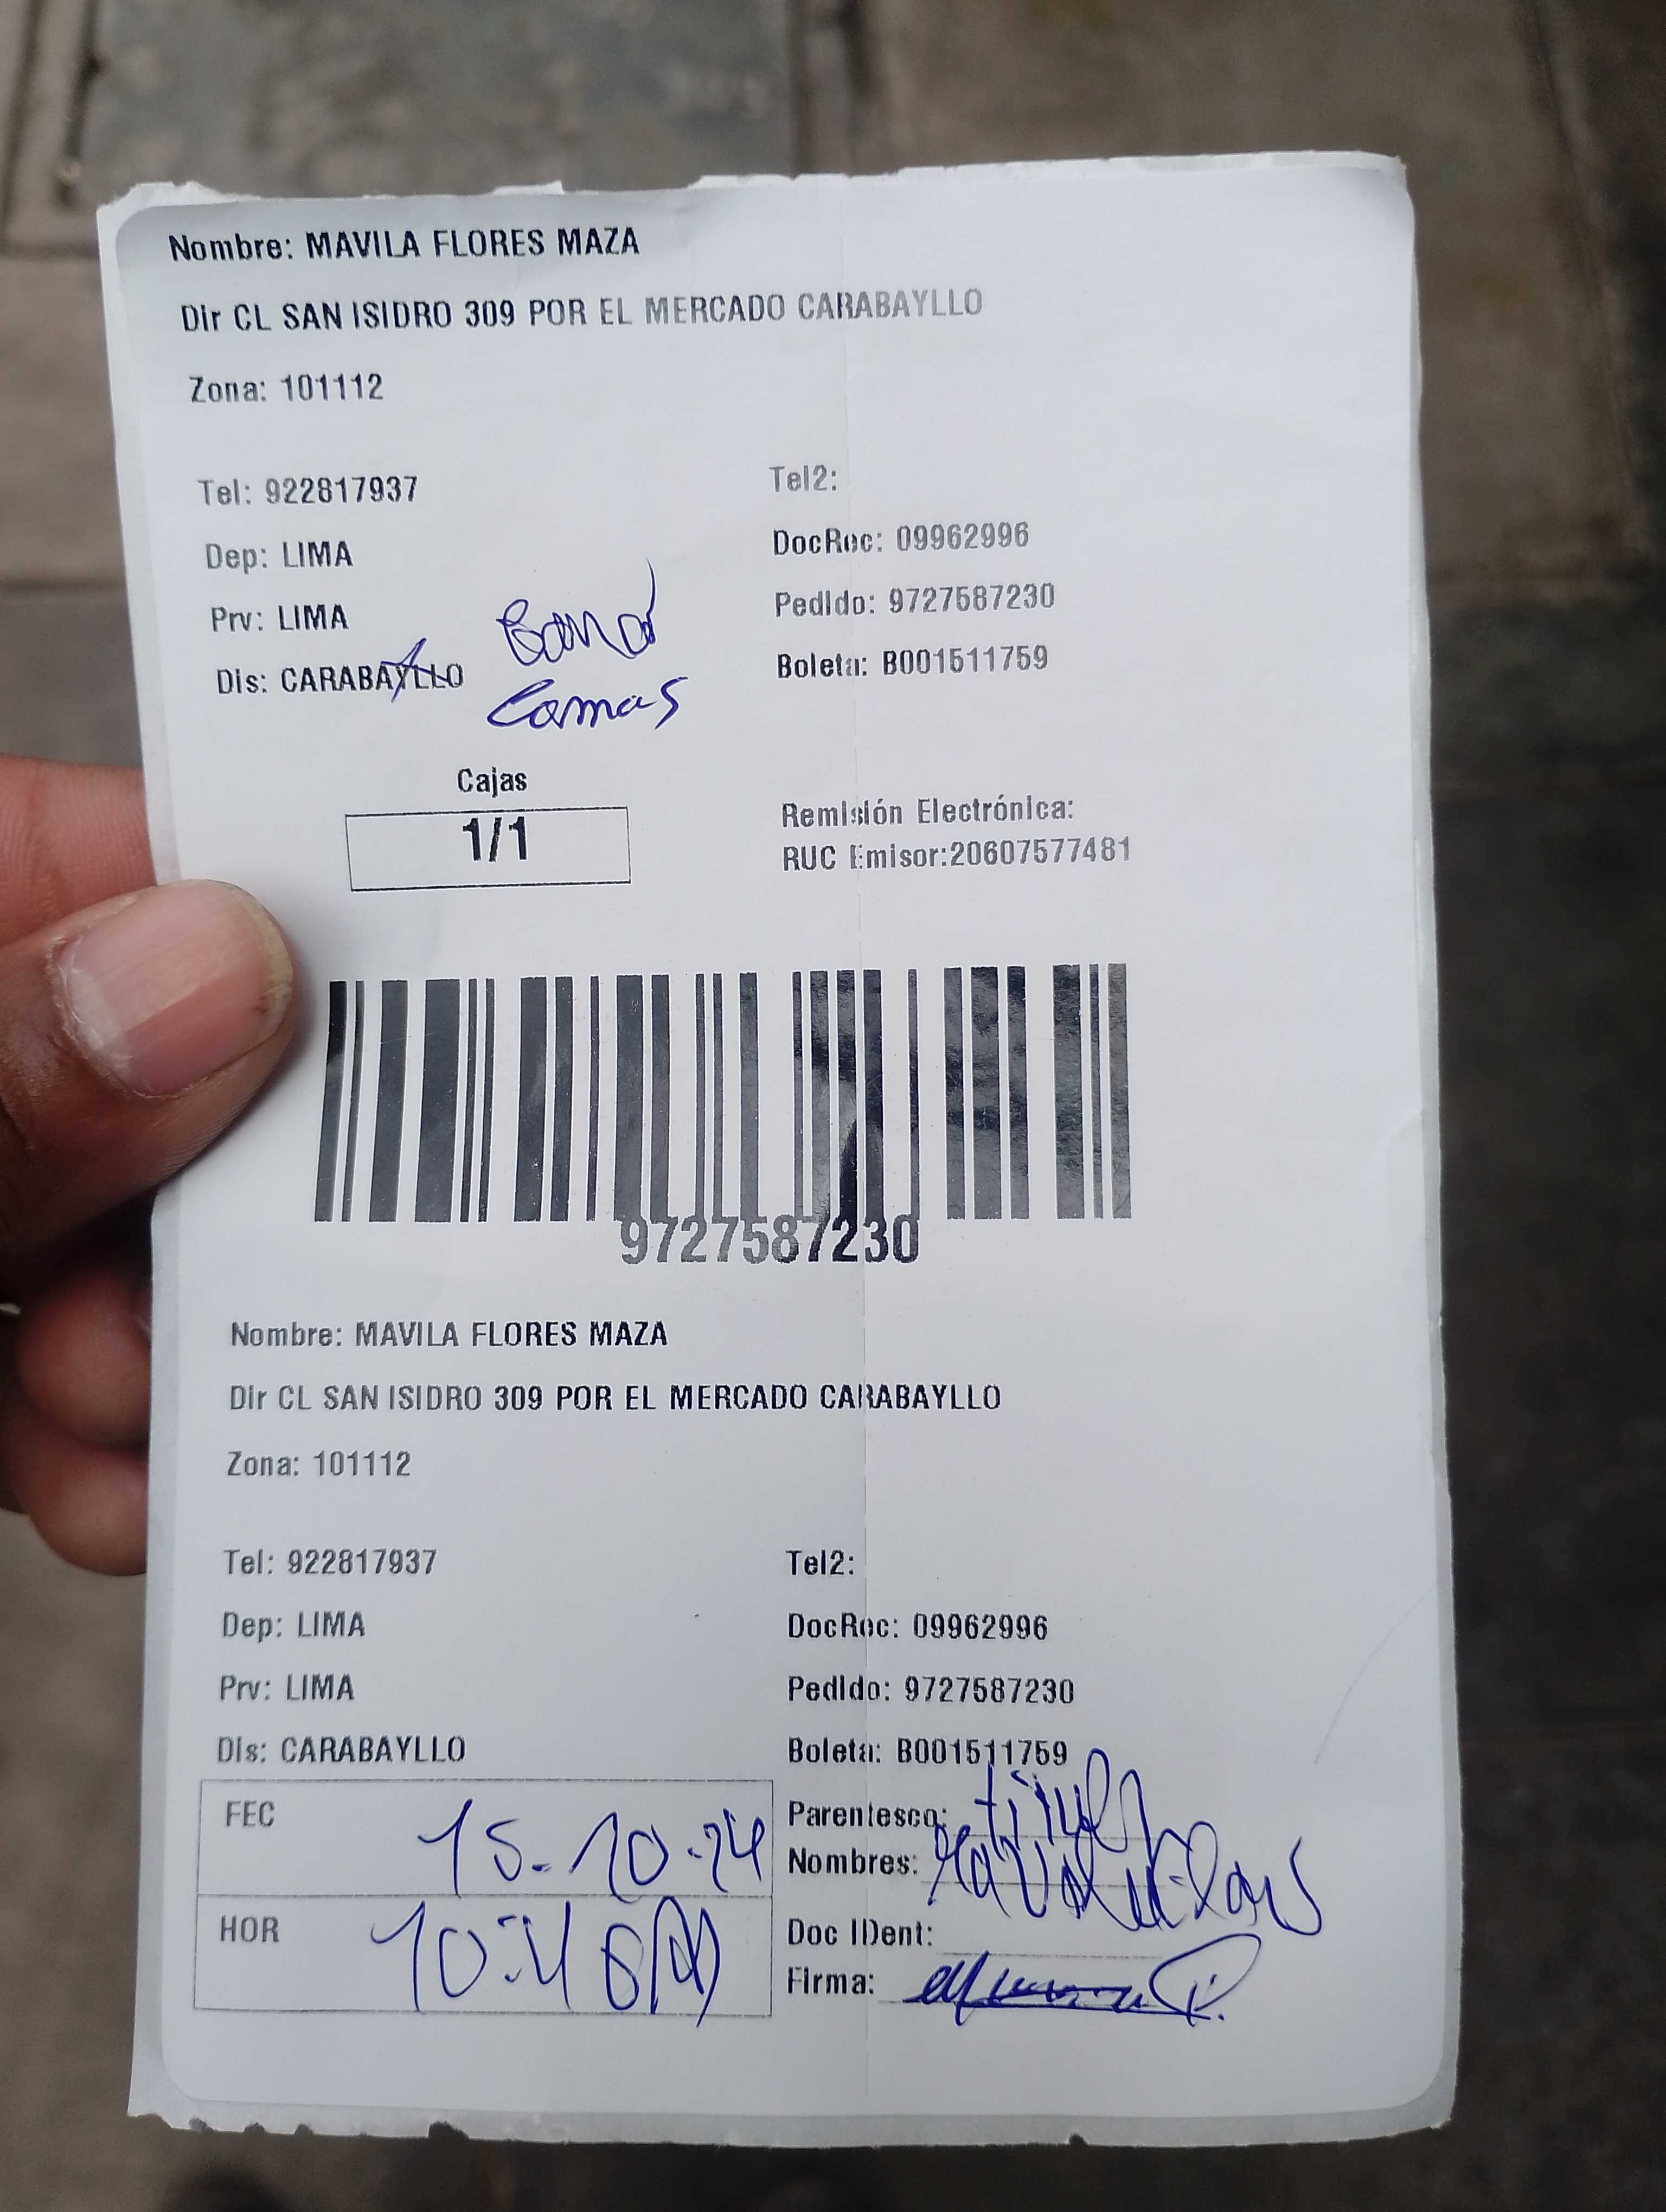 Nombre: MAVILA FLORES MAZA
Dir CL SAN ISIDRO 309 POR EL MERCADO CARABAYLLO
Zona: 101112
Tel: 922817937
Tel2:
Dep: LIMA
DocRec: 09962996
Prv: LIMA
Pedido: 9727587230
Dis: CARABAYLLO
Comas
Boleta: B001511759
Cajas
1/1
Remisión Electrónica:
RUC Emisor:20607577481
9727587230
Nombre: MAVILA FLORES MAZA
Dir CL SAN ISIDRO 309 POR EL MERCADO CARABAYLLO
Zona: 101112
Tel: 922817937
Tel2:
Dep: LIMA
DocRec: 09962996
Prv: LIMA
Pedido: 9727587230
Dis: CARABAYLLO
Boleta: B001511759
FEC 15-10-24
Parentesco:
Nombres: Flores
HOR 10:46
Doc IDent:
Firma: